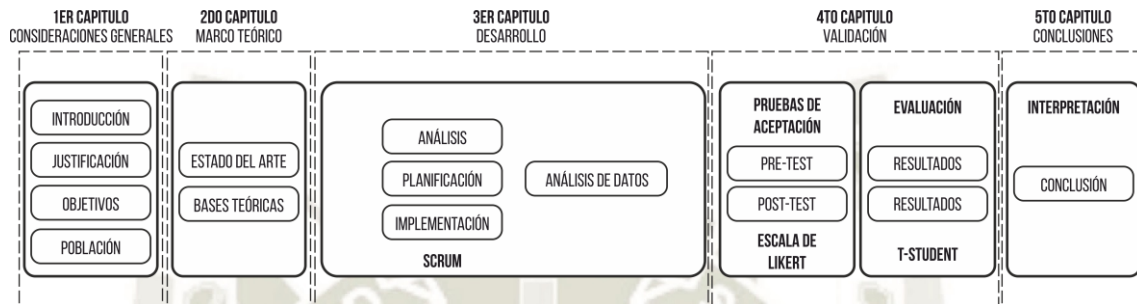 1ER CAPITULO
CONSIDERACIONES GENERALES
INTRODUCCIÓN
JUSTIFICACIÓN
OBJETIVOS
POBLACIÓN
2DO CAPITULO
MARCO TEÓRICO
ESTADO DEL ARTE
BASES TEÓRICAS
3ER CAPITULO
DESARROLLO
ANÁLISIS
PLANIFICACIÓN
IMPLEMENTACIÓN
SCRUM
ANÁLISIS DE DATOS
4TO CAPITULO
VALIDACIÓN
PRUEBAS DE
ACEPTACIÓN
PRE-TEST
POST-TEST
ESCALA DE
LIKERT
EVALUACIÓN
RESULTADOS
RESULTADOS
T-STUDENT
5TO CAPITULO
CONCLUSIONES
INTERPRETACIÓN
CONCLUSIÓN